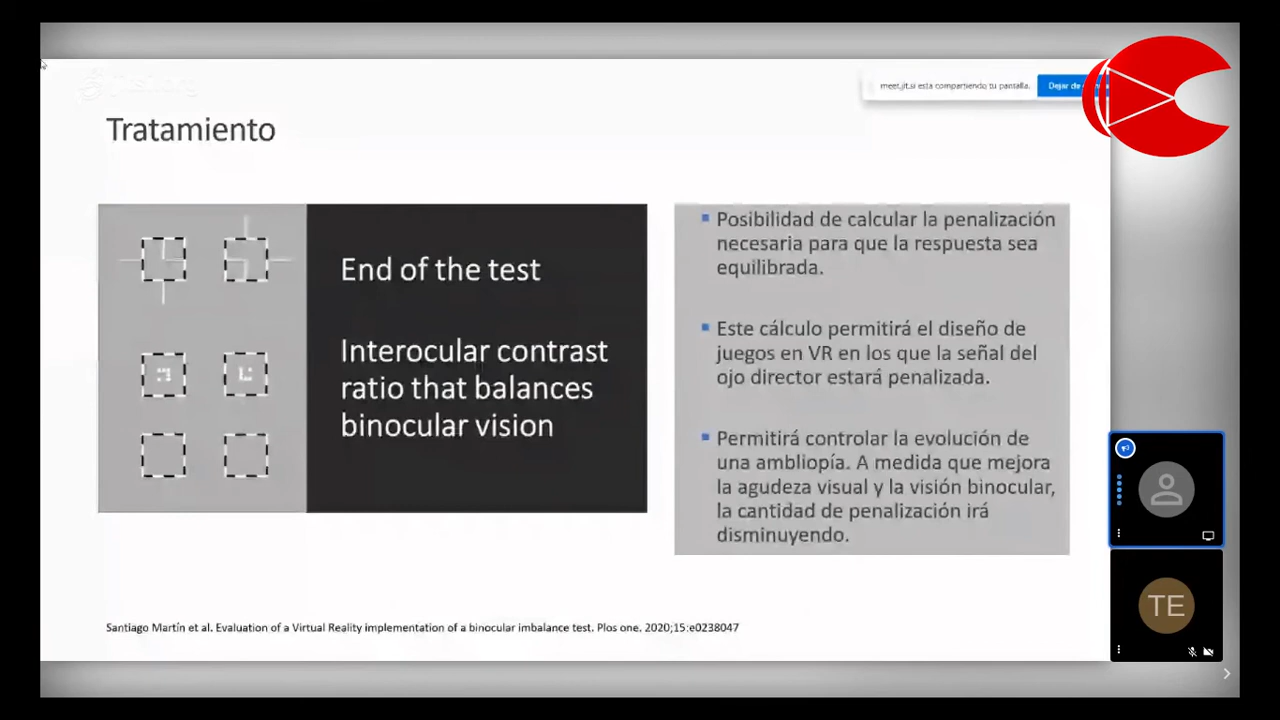 meet.jit.si está compartiendo tu pantalla.
Dejar de
Tratamiento
End of the test
Interocular contrast
ratio that balances
binocular vision
Posibilidad de calcular la penalización
necesaria para que la respuesta sea
equilibrada.
Este cálculo permitirá el diseño de
juegos en VR en los que la señal del
ojo director estará penalizada.
Permitirá controlar la evolución de
una ambliopía. A medida que mejora
la agudeza visual y la visión binocular,
la cantidad de penalización irá
disminuyendo.
Santiago Martín et al. Evaluation of a Virtual Reality implementation of a binocular imbalance test. Plos one. 2020;15:e0238047
TE